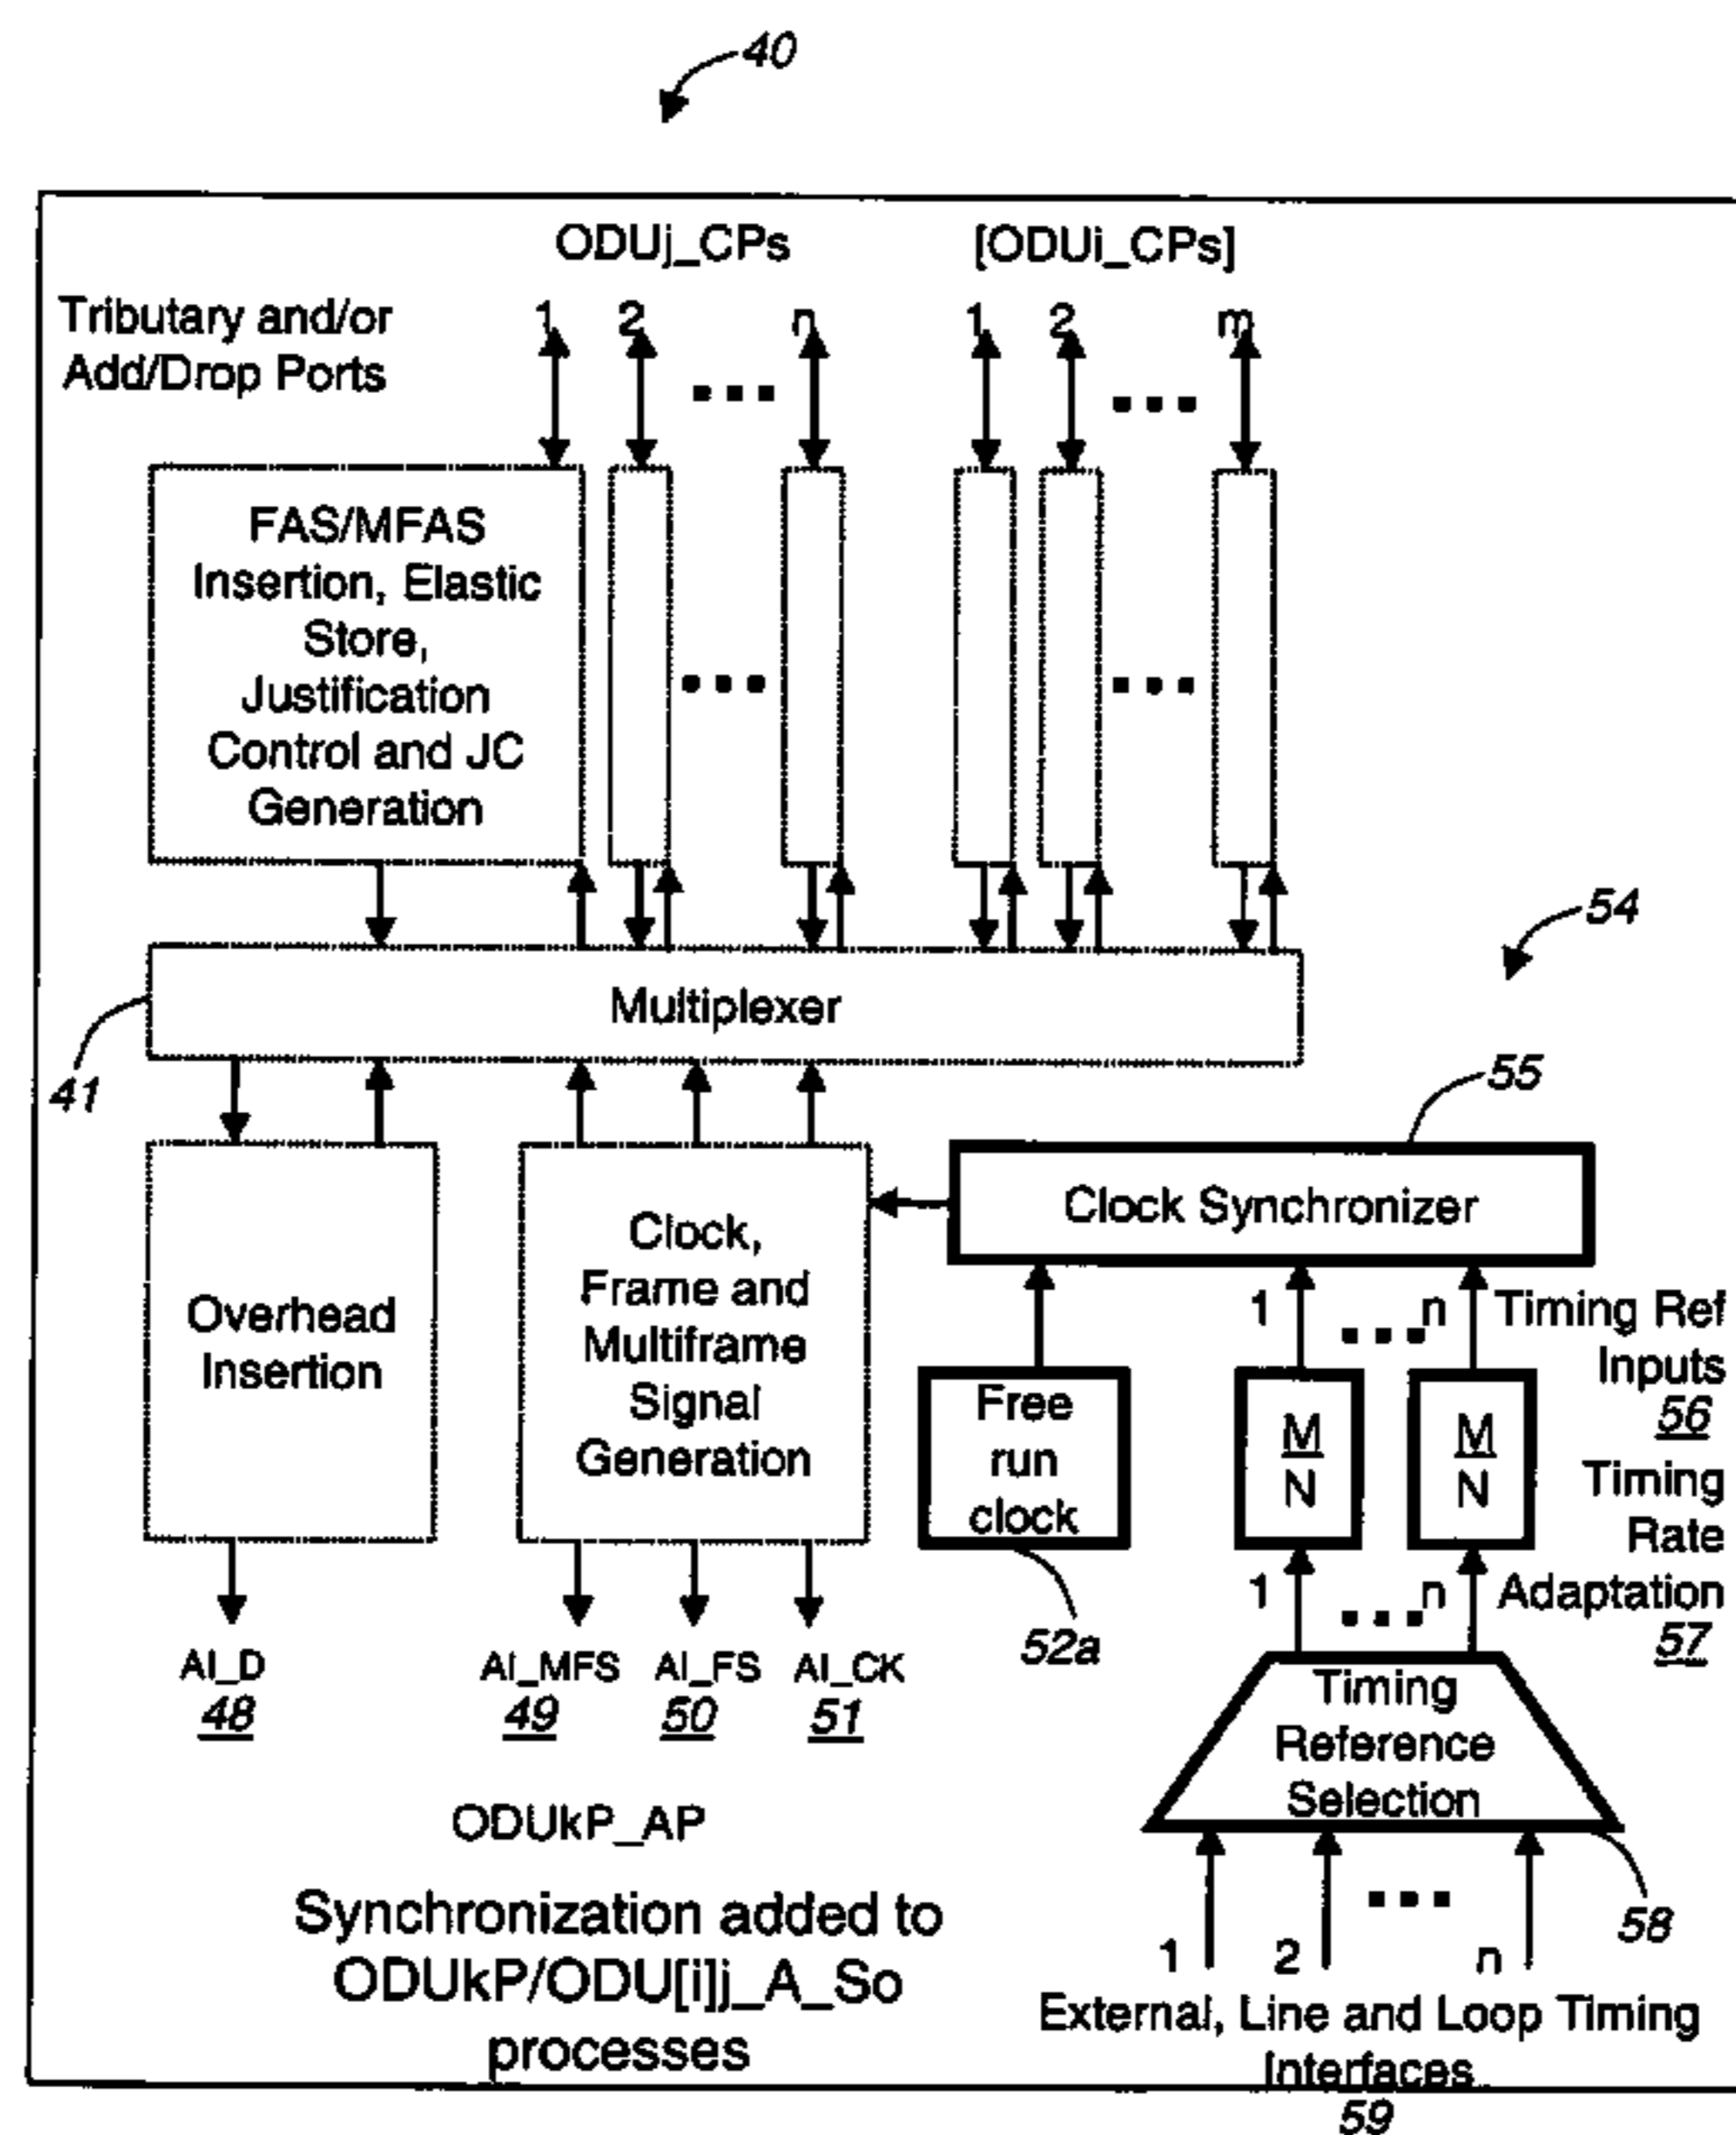 40
ODUj_CPs [ODUi_CPs]
Tribut­ary and/or
Add/Drop Ports
1 2 n 1 2 m
FAS/MFAS
Insertion, Elastic
Store,
Justification
Control and JC
Generation
54
Multiplexer
41
55
Clock Synchronizer
Overhead
Insertion
Clock,
Frame and
Multiframe
Signal
Generation
1 n Timing Ref
Inputs
56
Free
run
clock
52a
M
N
M
N
Timing
Rate
Adaptation
57
1 n
AI_D
48
AI_MFS
49
AI_FS
50
AI_CK
51
Timing
Reference
Selection
58
ODUkP_AP
Synchronization added to
ODUkP/ODU[i]j_A_So
processes
1 2 n
External, Line and Loop Timing
Interfaces
59